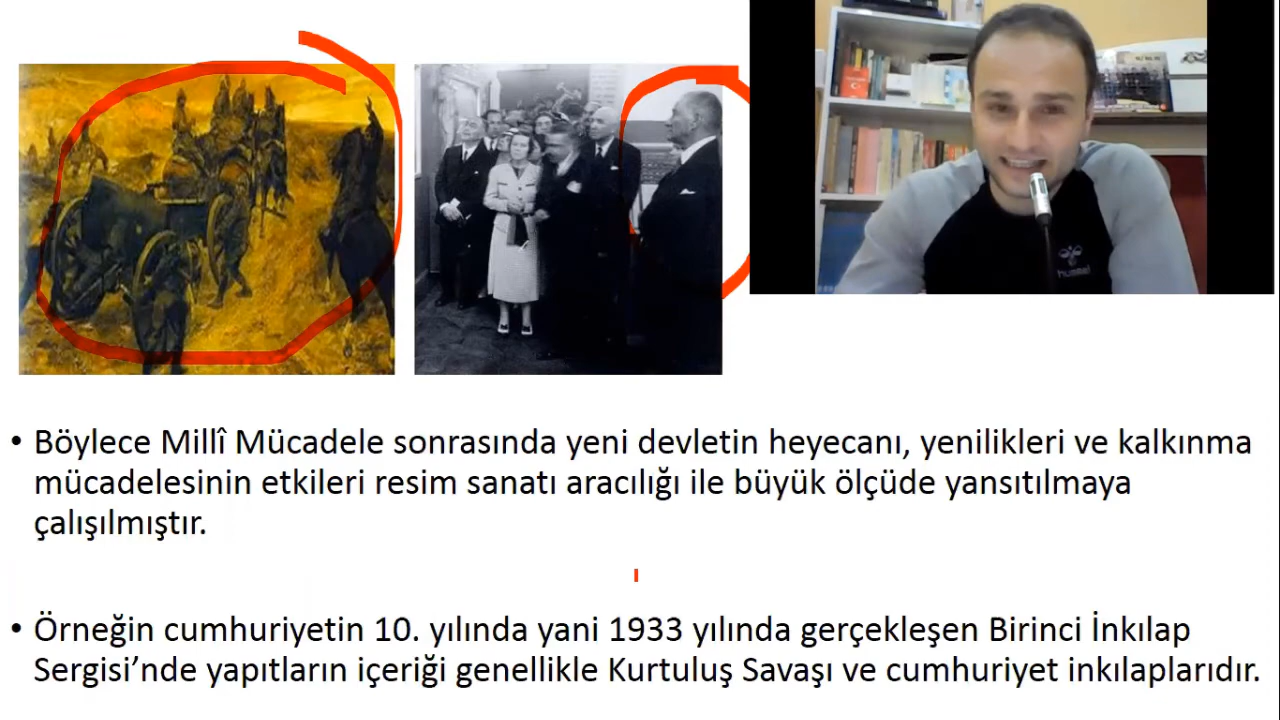 hummel
• Böylece Millî Mücadele sonrasında yeni devletin heyecanı, yenilikleri ve kalkınma
mücadelesinin etkileri resim sanatı aracılığı ile büyük ölçüde yansıtılmaya
çalışılmıştır.
• Örneğin cumhuriyetin 10. yılında yani 1933 yılında gerçekleşen Birinci İnkılap
Sergisi’nde yapıtların içeriği genellikle Kurtuluş Savaşı ve cumhuriyet inkılaplarıdır.